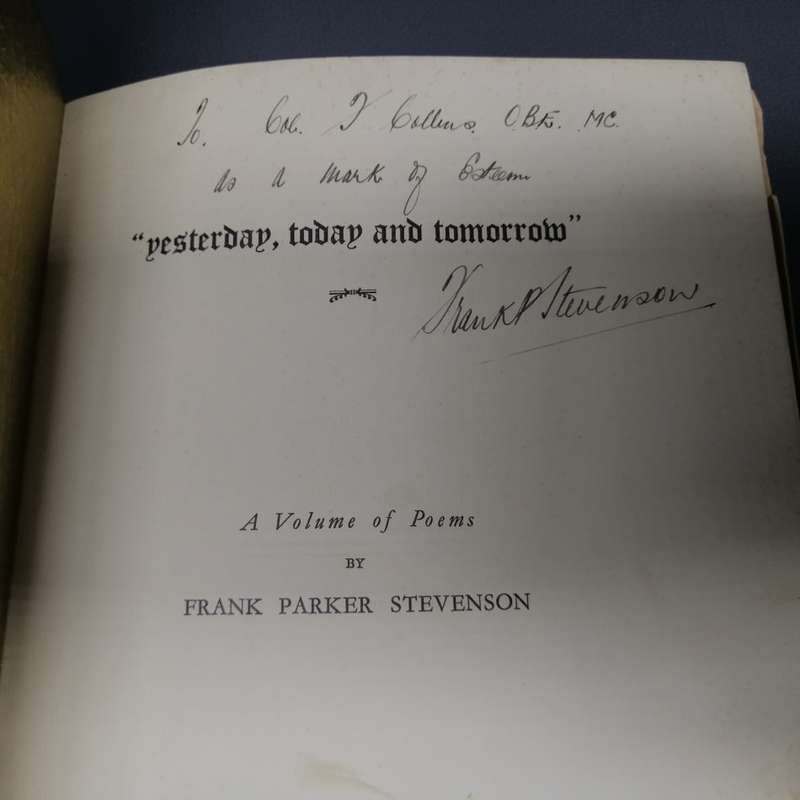 To. Col. T Collins. O.B.E. MC.
as a mark of Esteem
"yesterday, today and tomorrow"
Frank P Stevenson
A Volume of Poems
BY
FRANK PARKER STEVENSON